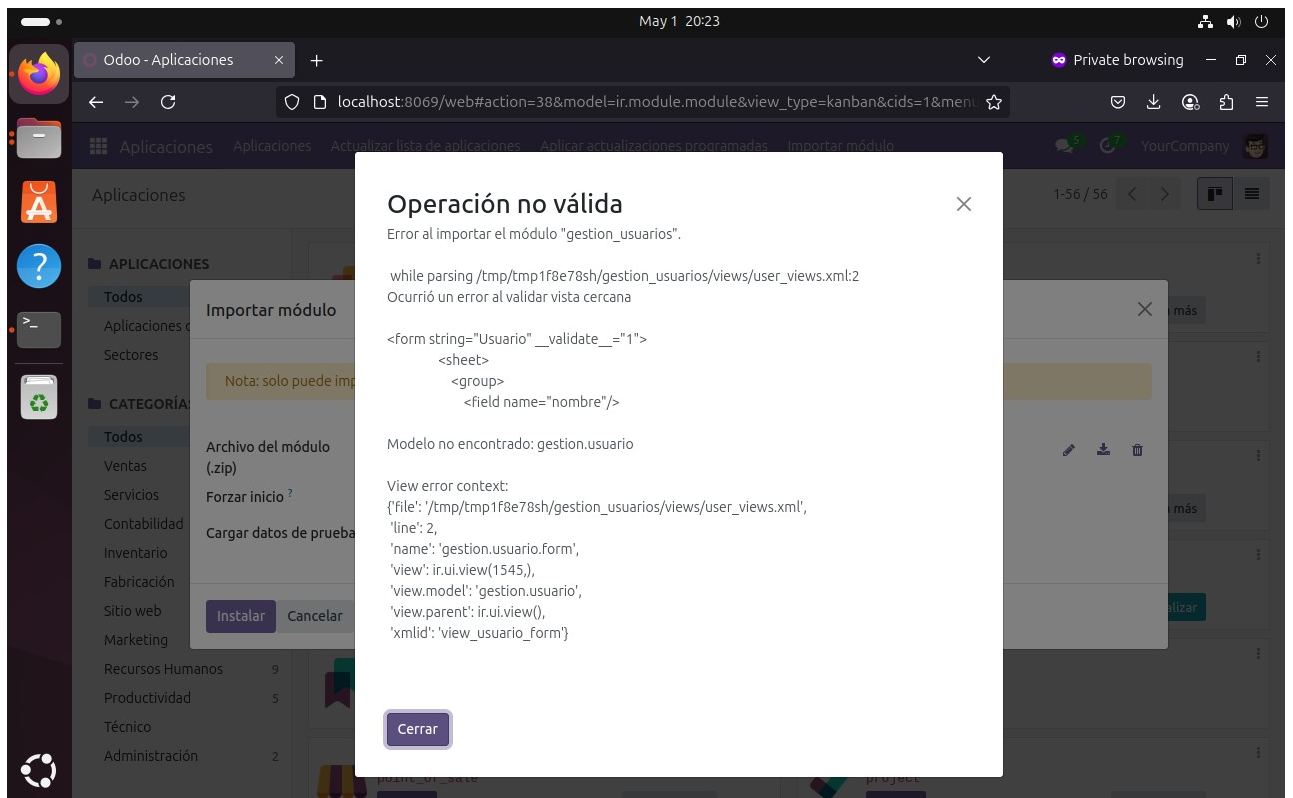 May 1 20:23
Odoo - Aplicaciones
Private browsing
localhost:8069/web#action=38&model=ir.module.module&view_type=kanban&cids=1&menu
Aplicaciones Aplicaciones Actualizar lista de aplicaciones Aplicar actualizaciones programadas Importar módulo 5 7 YourCompany
Aplicaciones 1-56 / 56
APLICACIONES
Todos
Aplicaciones
Sectores
CATEGORÍAS
Todos
Ventas
Servicios
Contabilidad
Inventario
Fabricación
Sitio web
Marketing
Recursos Humanos 9
Productividad 5
Técnico
Administración 2
Importar módulo
Nota: solo puede imp
Archivo del módulo
(.zip)
Forzar inicio ?
Cargar datos de prueba
Instalar Cancelar
más
más
alizar
Operación no válida
Error al importar el módulo "gestion_usuarios".
while parsing /tmp/tmp1f8e78sh/gestion_usuarios/views/user_views.xml:2
Ocurrió un error al validar vista cercana
<form string="Usuario" __validate__="1">
<sheet>
<group>
<field name="nombre"/>
Modelo no encontrado: gestion.usuario
View error context:
{'file': '/tmp/tmp1f8e78sh/gestion_usuarios/views/user_views.xml',
'line': 2,
'name': 'gestion.usuario.form',
'view': ir.ui.view(1545,),
'view.model': 'gestion.usuario',
'view.parent': ir.ui.view(),
'xmlid': 'view_usuario_form'}
Cerrar
point_of_sale
project